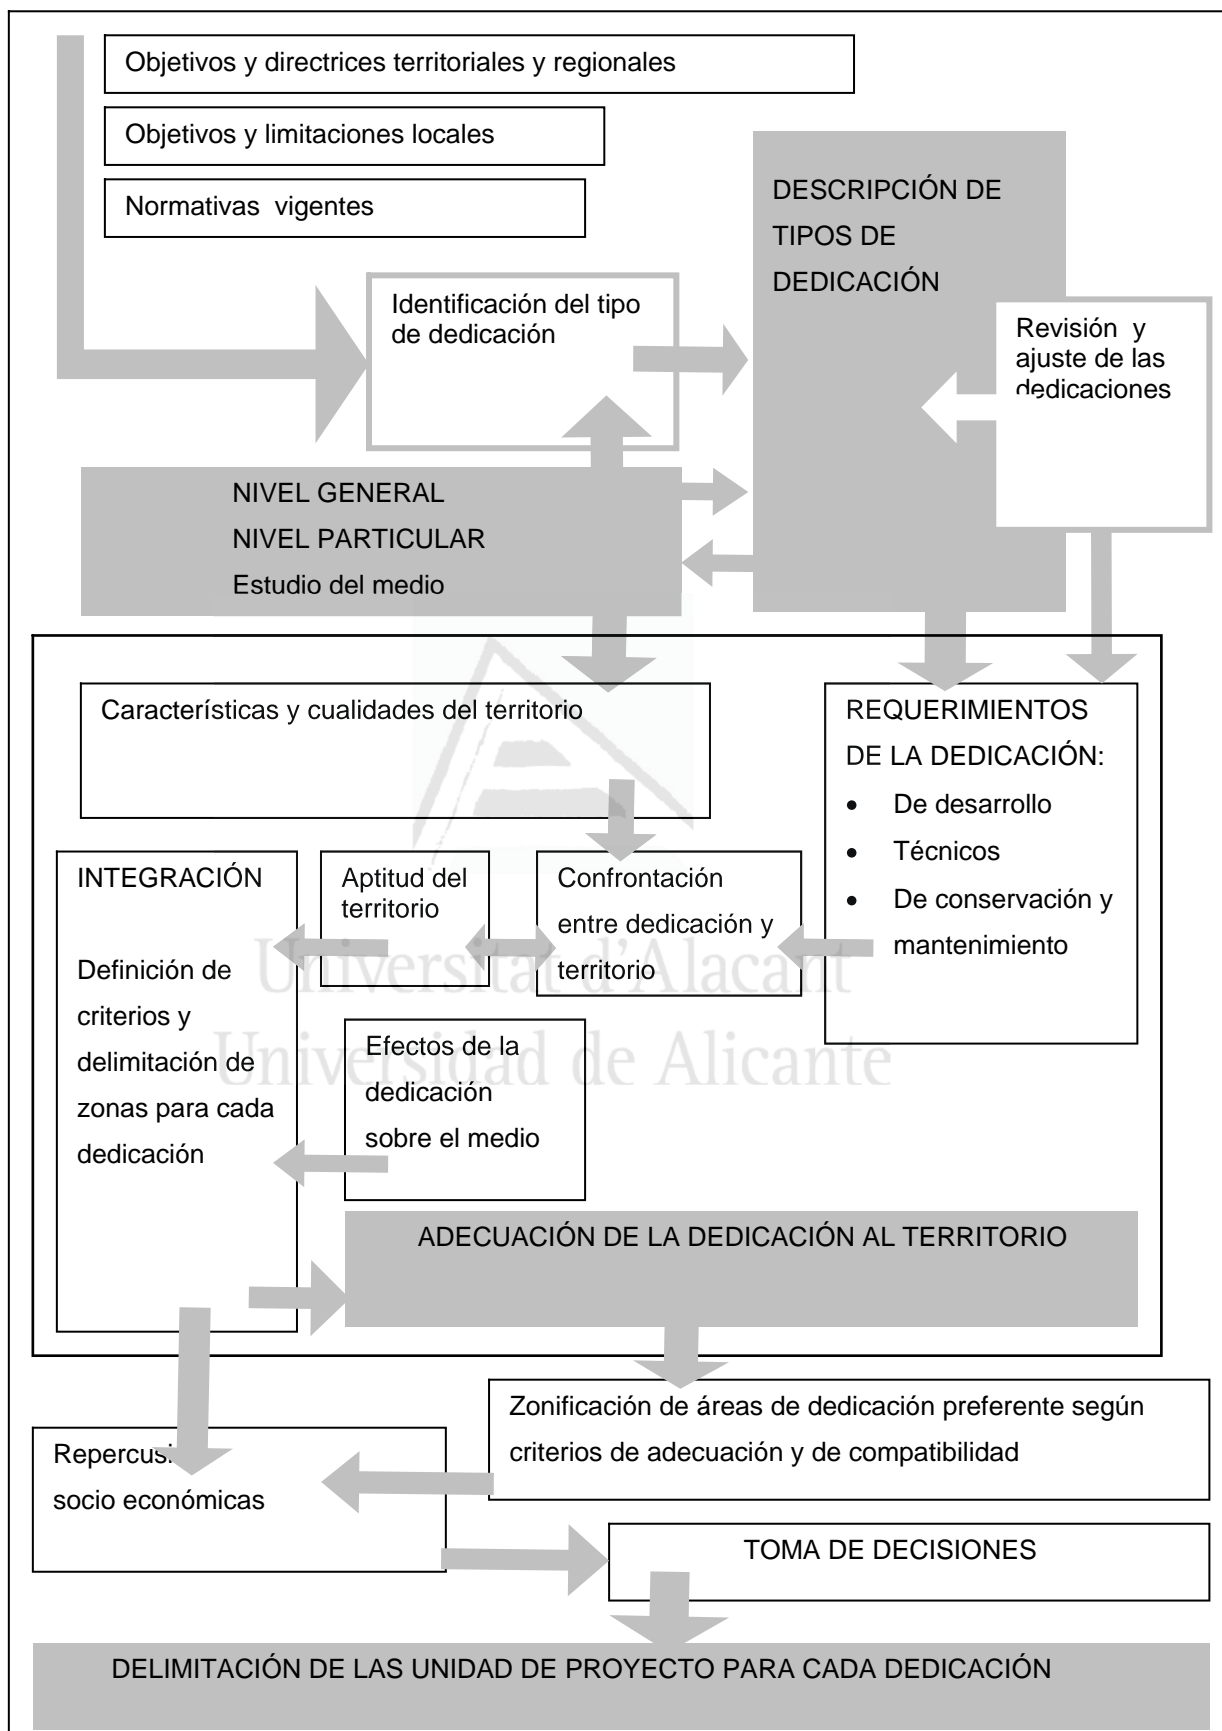 Objetivos y directrices territoriales y regionales
Objetivos y limitaciones locales
Normativas vigentes
DESCRIPCIÓN DE
TIPOS DE
DEDICACIÓN
Identificación del tipo
de dedicación
Revisión y
ajuste de las
dedicaciones
NIVEL GENERAL
NIVEL PARTICULAR
Estudio del medio
Características y cualidades del territorio
REQUERIMIENTOS
DE LA DEDICACIÓN:
• De desarrollo
• Técnicos
• De conservación y
mantenimiento
INTEGRACIÓN
Definición de
criterios y
delimitación de
zonas para cada
dedicación
Aptitud del
territorio
Confrontación
entre dedicación y
territorio
Efectos de la
dedicación
sobre el medio
Universitat d'Alacant
Universidad de Alicante
ADECUACIÓN DE LA DEDICACIÓN AL TERRITORIO
Zonificación de áreas de dedicación preferente según
criterios de adecuación y de compatibilidad
socio económicas
TOMA DE DECISIONES
DELIMITACIÓN DE LAS UNIDAD DE PROYECTO PARA CADA DEDICACIÓN